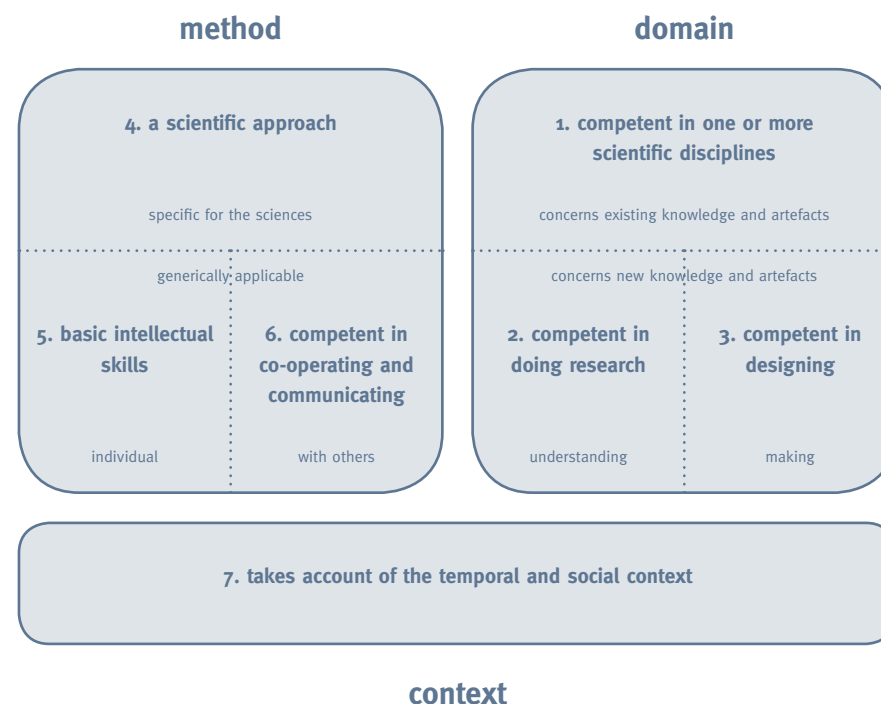 method
domain
4. a scientific approach
specific for the sciences
generically applicable
5. basic intellectual
skills
individual
6. competent in
co-operating and
communicating
with others
1. competent in one or more
scientific disciplines
concerns existing knowledge and artefacts
concerns new knowledge and artefacts
2. competent in
doing research
understanding
3. competent in
designing
making
7. takes account of the temporal and social context
context